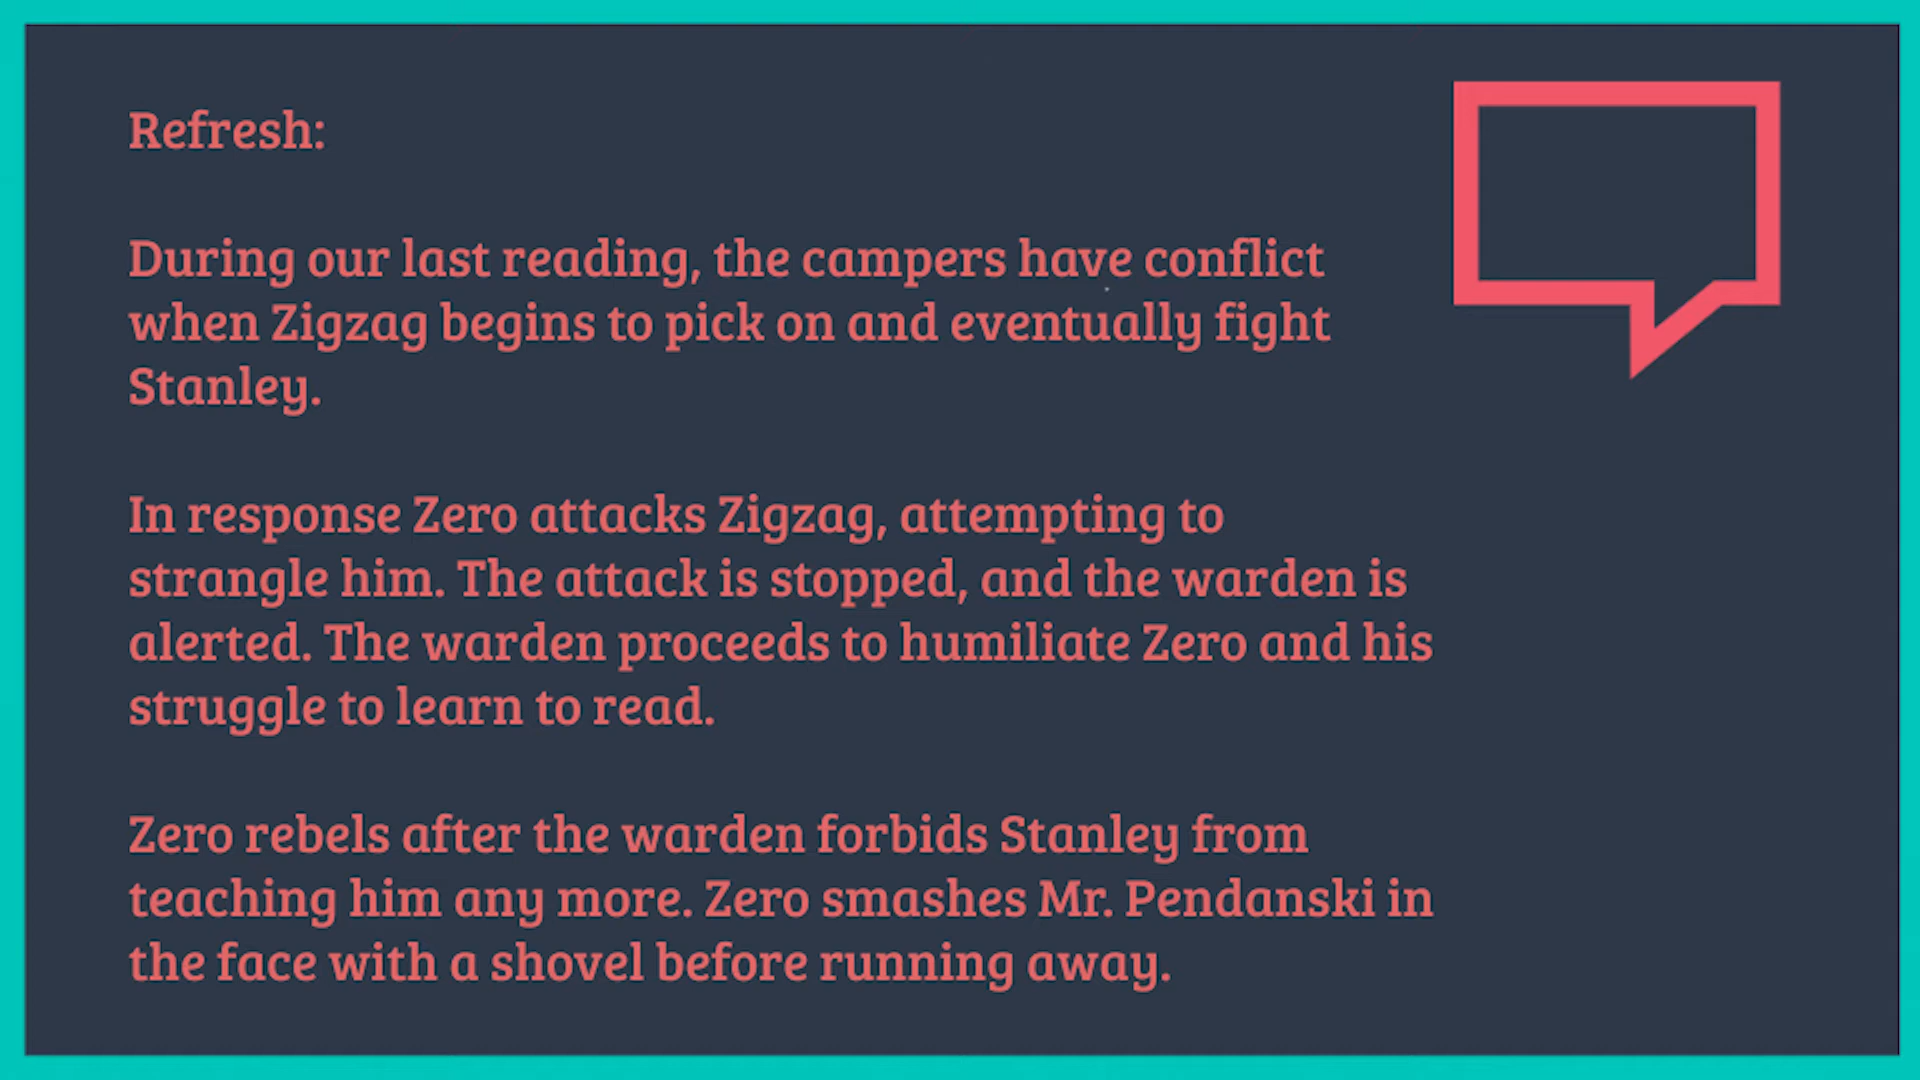 Refresh:
During our last reading, the campers have conflict
when Zigzag begins to pick on and eventually fight
Stanley.
In response Zero attacks Zigzag, attempting to
strangle him. The attack is stopped, and the warden is
alerted. The warden proceeds to humiliate Zero and his
struggle to learn to read.
Zero rebels after the warden forbids Stanley from
teaching him any more. Zero smashes Mr. Pendanski in
the face with a shovel before running away.